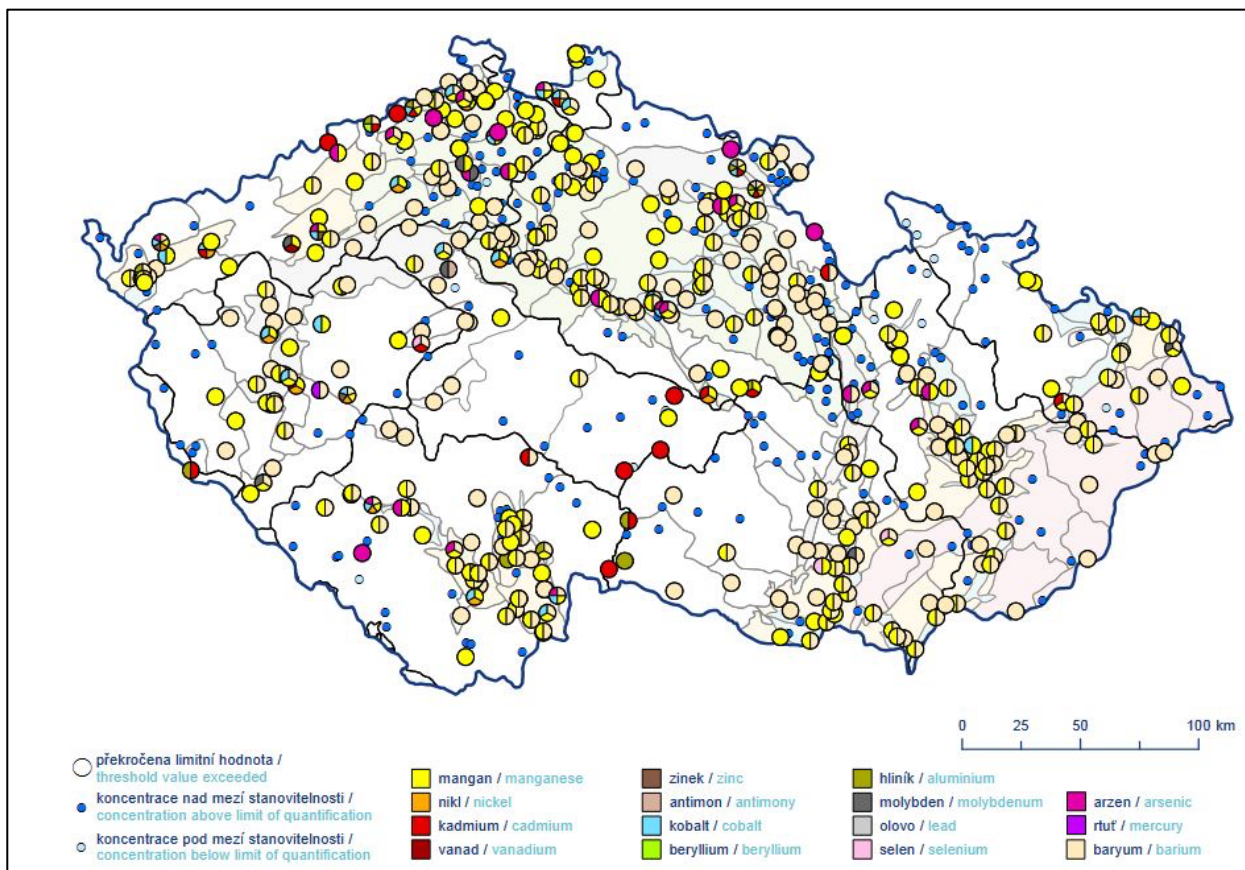 0 25 50 100 km
překročena limitní hodnota /
threshold value exceeded
koncentrace nad mezí stanovitelnosti /
concentration above limit of quantification
koncentrace pod mezí stanovitelnosti /
concentration below limit of quantification
mangan / manganese
nikl / nickel
kadmium / cadmium
vanad / vanadium
zinek / zinc
antimon / antimony
kobalt / cobalt
beryllium / beryllium
hliník / aluminium
molybden / molybdenum
olovo / lead
selen / selenium
arzen / arsenic
rtuť / mercury
baryum / barium